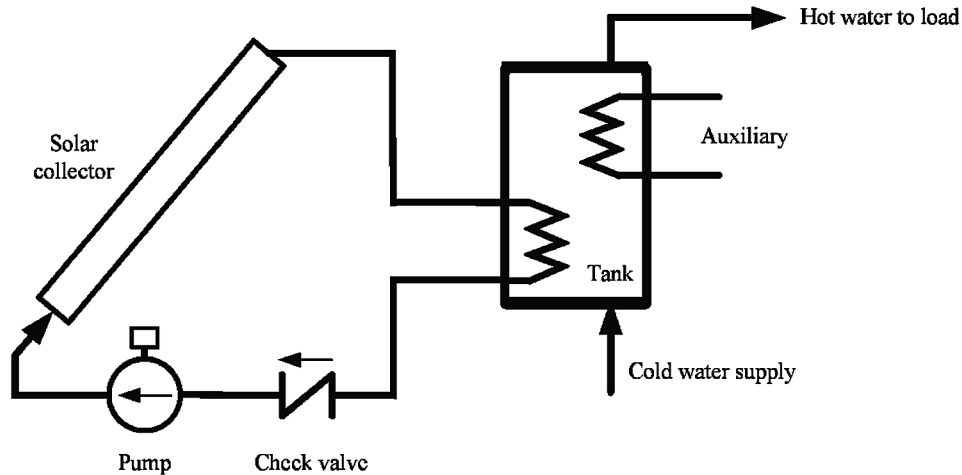 Hot water to load
Solar
collector
Auxiliary
Tank
Cold water supply
Pump
Check valve